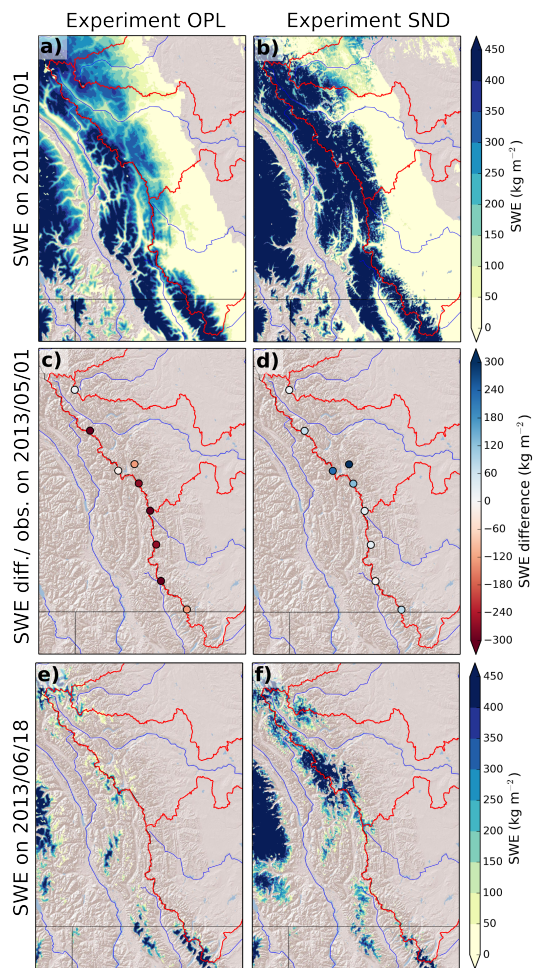 Experiment OPL
Experiment SND
SWE on 2013/05/01
a)
b)
450
400
350
300
250
200
150
100
50
0
SWE (kg m⁻²)
SWE diff./ obs. on 2013/05/01
c)
d)
300
240
180
120
60
0
−60
−120
−180
−240
−300
SWE difference (kg m⁻²)
SWE on 2013/06/18
e)
f)
450
400
350
300
250
200
150
100
50
0
SWE (kg m⁻²)